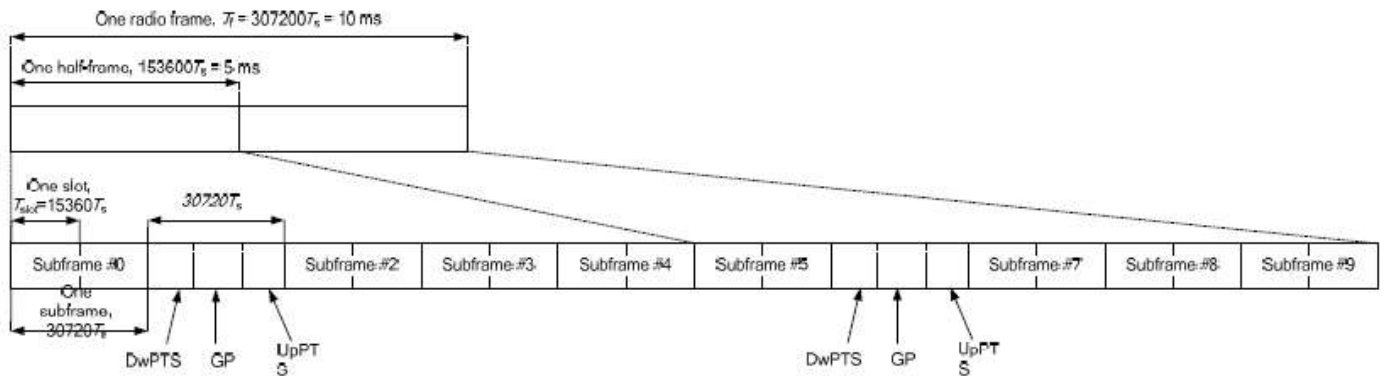 One radio frame, Tf = 307200Ts = 10 ms
One half-frame, 153600Ts = 5 ms
One slot,
Tslot=15360Ts
30720Ts
Subframe #0
Subframe #2
Subframe #3
Subframe #4
Subframe #5
Subframe #7
Subframe #8
Subframe #9
One
subframe,
30720Ts
DwPTS
GP
UpPT
S
DwPTS
GP
UpPT
S